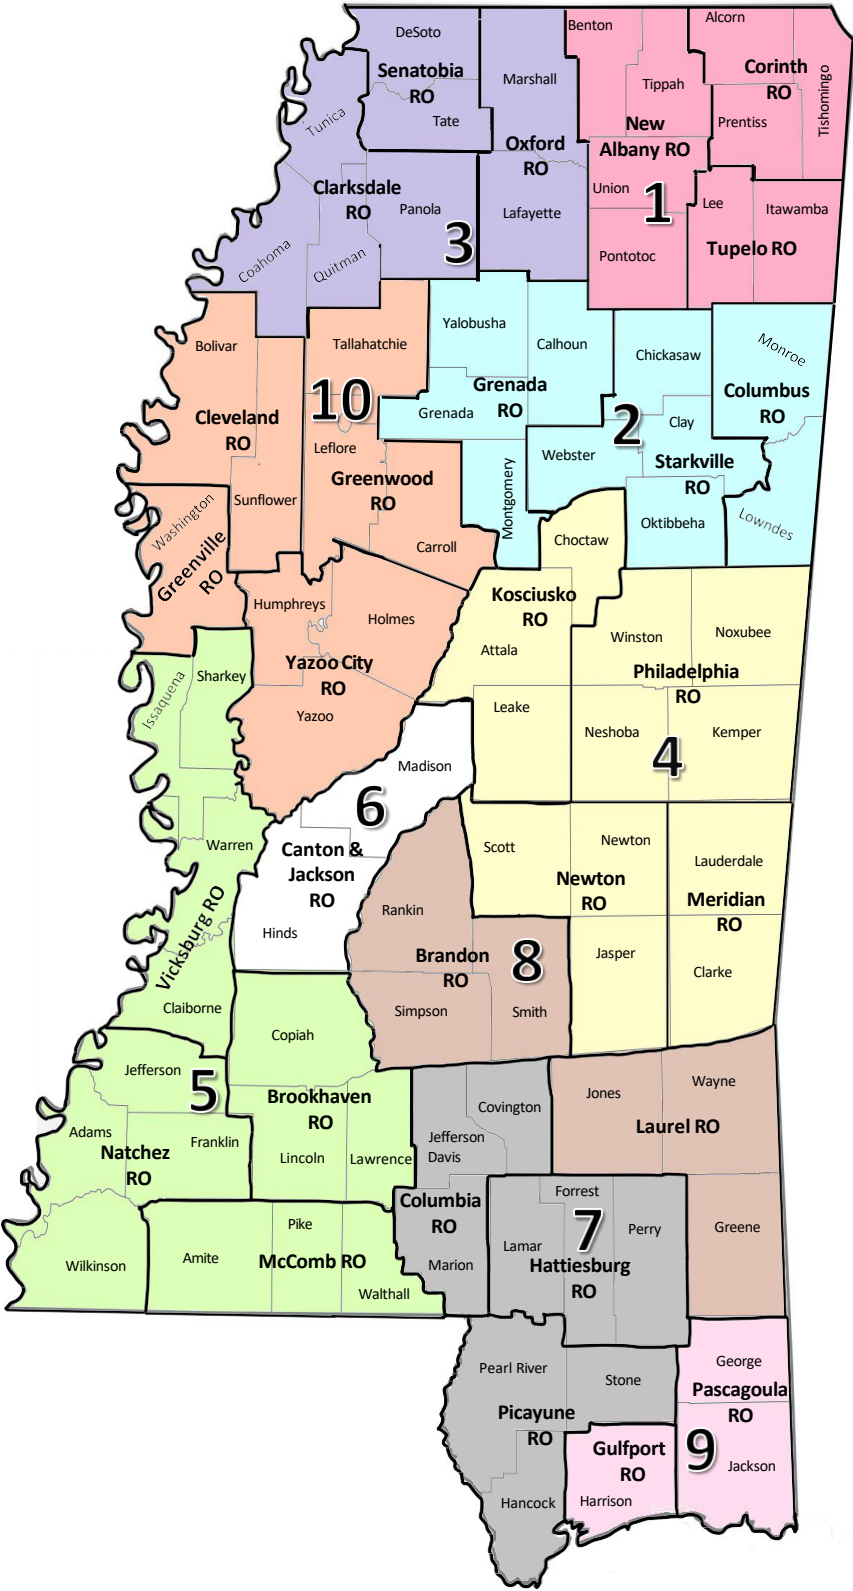 DeSoto
Senatobia
RO
Tate
Tunica
Marshall
Oxford
RO
Lafayette
Clarksdale
RO
Panola
Coahoma
Quitman
3
Benton
Tippah
New
Albany RO
Union
Pontotoc
1
Alcorn
Corinth
RO
Tishomingo
Prentiss
Lee
Itawamba
Tupelo RO
Bolivar
Cleveland
RO
Sunflower
Tallahatchie
10
Leflore
Greenwood
RO
Carroll
Washington
Greenville
RO
Humphreys
Holmes
Yazoo City
RO
Yazoo
Yalobusha
Calhoun
Grenada
RO
Grenada
Montgomery
Webster
2
Chickasaw
Clay
Starkville
RO
Oktibbeha
Monroe
Columbus
RO
Lowndes
Choctaw
Kosciusko
RO
Attala
Leake
Winston
Noxubee
Philadelphia
RO
Neshoba
Kemper
4
Scott
Newton
Newton
RO
Jasper
Lauderdale
Meridian
RO
Clarke
Issaquena
Sharkey
Warren
Vicksburg RO
Claiborne
Madison
6
Canton &
Jackson
RO
Hinds
Rankin
Brandon
RO
8
Simpson
Smith
Copiah
Brookhaven
RO
Lincoln
Lawrence
Jefferson
5
Adams
Franklin
Natchez
RO
Wilkinson
Amite
Pike
McComb RO
Walthall
Covington
Jefferson
Davis
Columbia
RO
Marion
Jones
Wayne
Laurel RO
Greene
Forrest
7
Perry
Lamar
Hattiesburg
RO
Pearl River
Stone
Picayune
RO
Hancock
George
Pascagoula
RO
9
Jackson
Gulfport
RO
Harrison